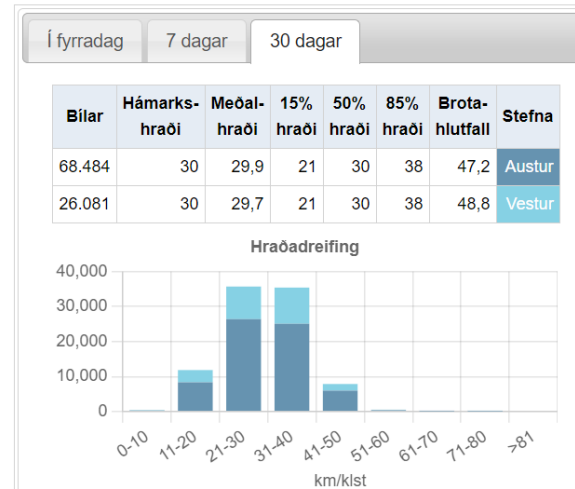 Í fyrradag 7 dagar 30 dagar
Bílar Hámarks- Meðal- 15% 50% 85% Brota- Stefna
hraði hraði hraði hraði hraði hlutfall
68.484 30 29,9 21 30 38 47,2 Austur
26.081 30 29,7 21 30 38 48,8 Vestur
Hraðadreifing
40,000
30,000
20,000
10,000
0
0-10 11-20 21-30 31-40 41-50 51-60 61-70 71-80 >81
km/klst